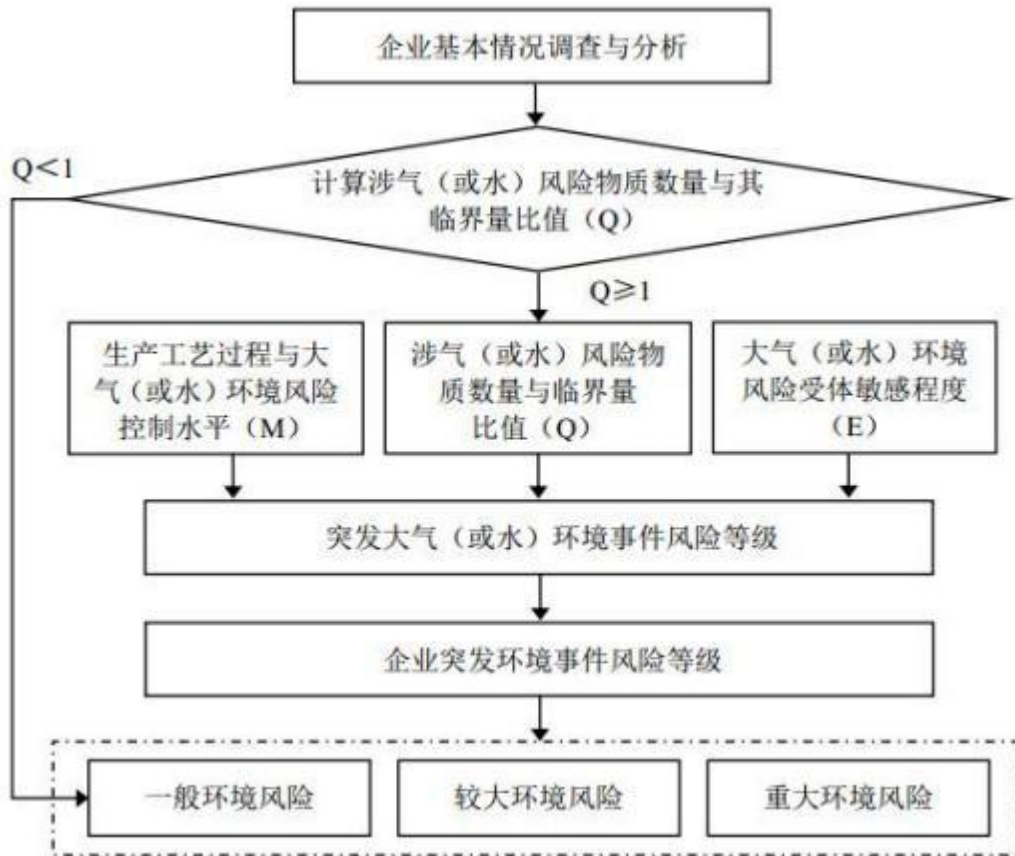 企业基本情况调查与分析
Q<1
计算涉气（或水）风险物质数量与其
临界量比值（Q）
Q≥1
生产工艺过程与大
气（或水）环境风险
控制水平（M）
涉气（或水）风险物
质数量与临界量
比值（Q）
大气（或水）环境
风险受体敏感程度
（E）
突发大气（或水）环境事件风险等级
企业突发环境事件风险等级
一般环境风险
较大环境风险
重大环境风险